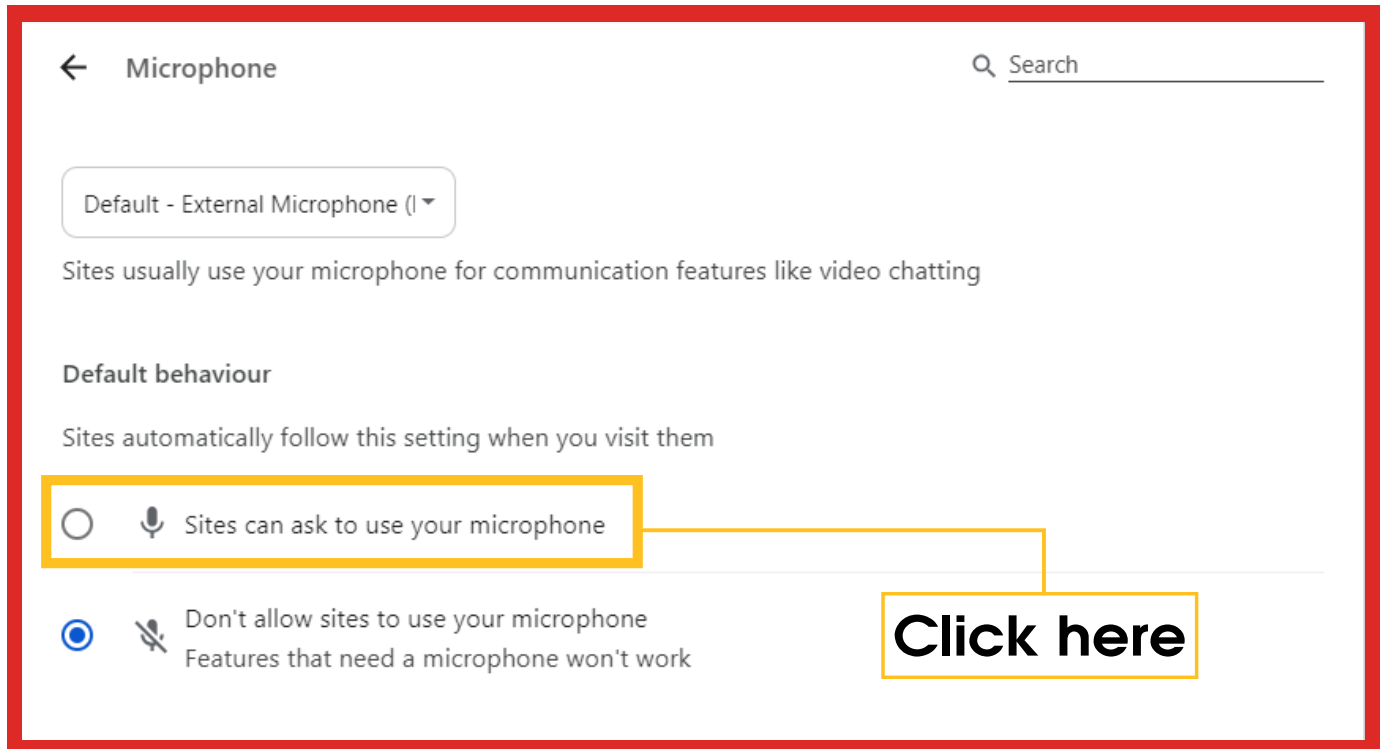 Microphone
Search
Default - External Microphone (
Sites usually use your microphone for communication features like video chatting
Default behaviour
Sites automatically follow this setting when you visit them
Sites can ask to use your microphone
Don't allow sites to use your microphone
Features that need a microphone won't work
Click here